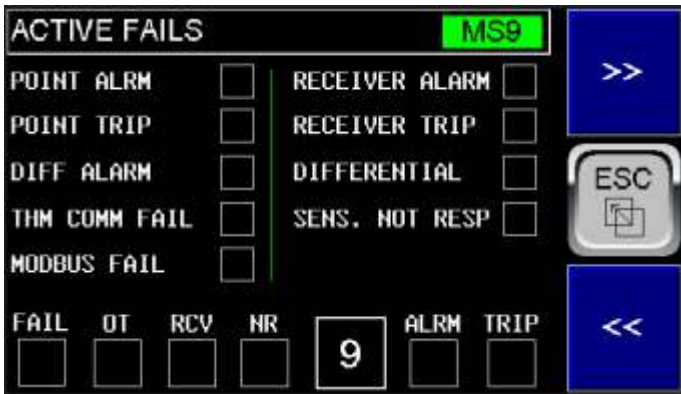 ACTIVE FAILS MS9
POINT ALRM
POINT TRIP
DIFF ALARM
THM COMM FAIL
MODBUS FAIL
RECEIVER ALARM
RECEIVER TRIP
DIFFERENTIAL
SENS. NOT RESP
FAIL OT RCV NR 9 ALRM TRIP
>>
ESC
<<